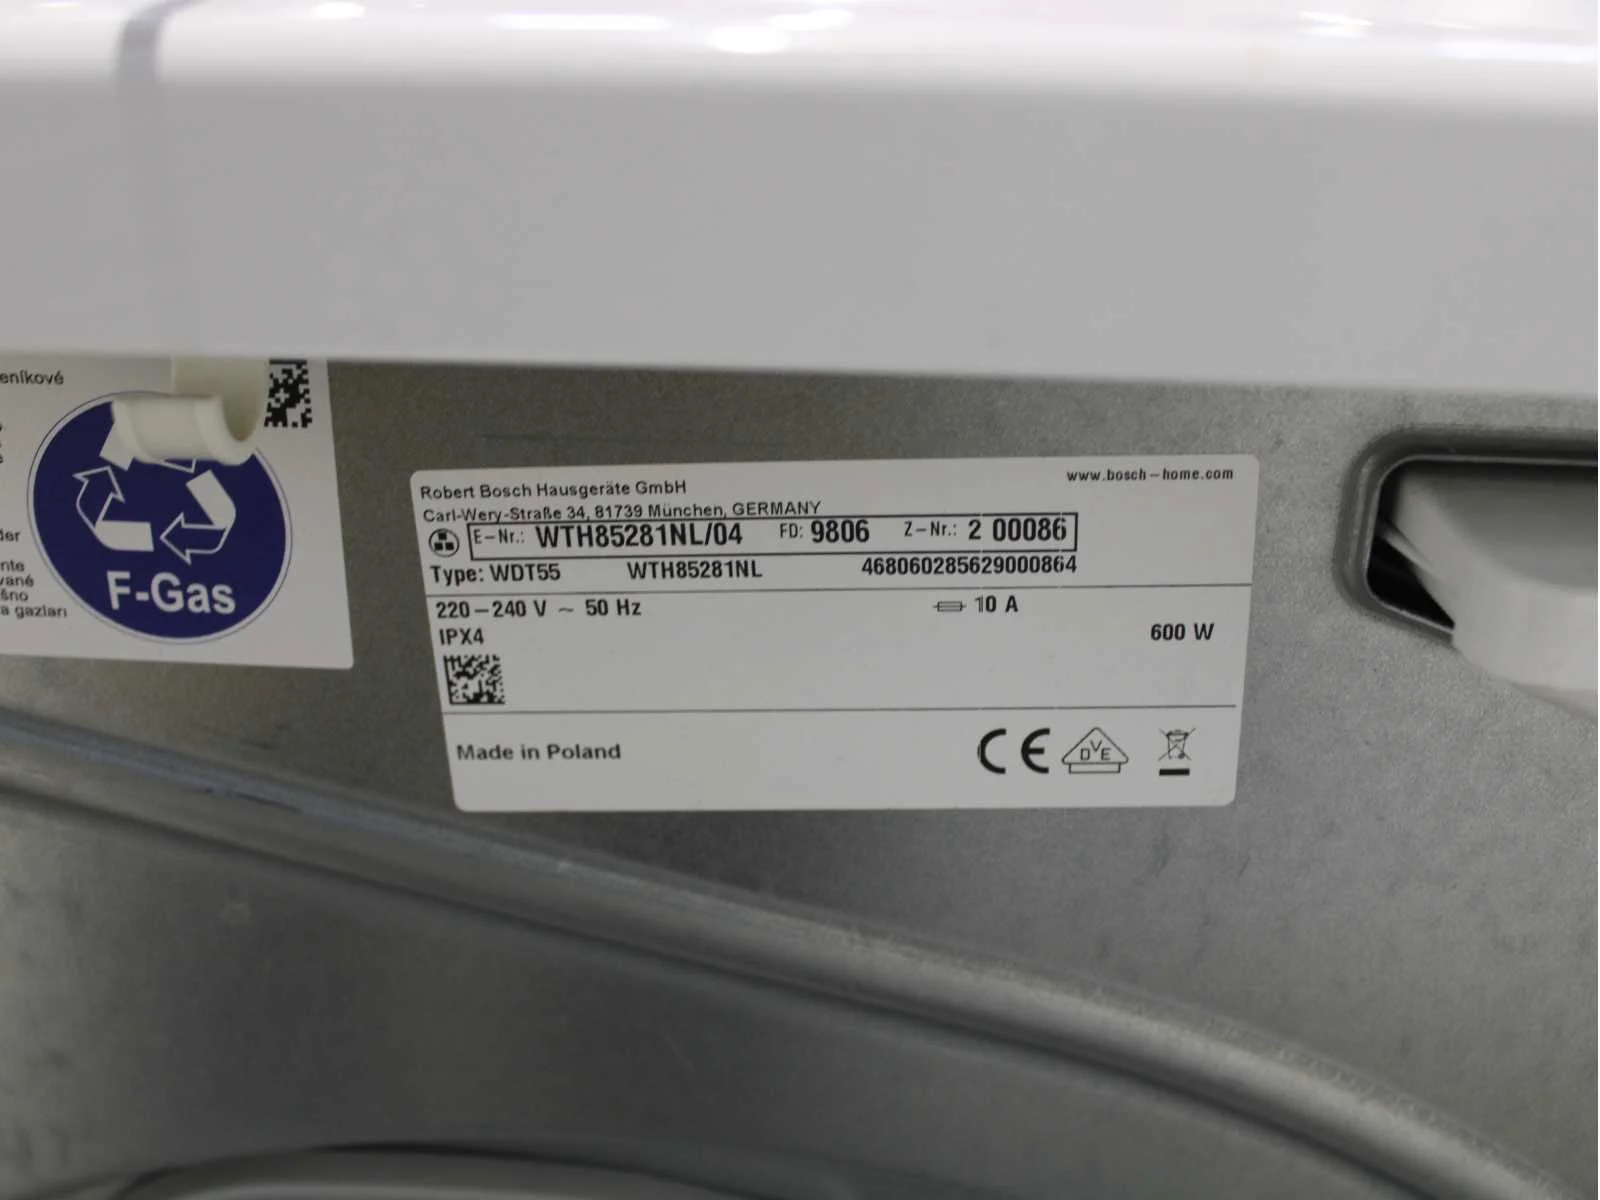 eníkové
der
nte
vané
šno
a gazları
F-Gas
Robert Bosch Hausgeräte GmbH
www.bosch-home.com
Carl-Wery-Straße 34, 81739 München, GERMANY
E-Nr.: WTH85281NL/04 FD: 9806 Z-Nr.: 2 00086
Type: WDT55 WTH85281NL 468060285629000864
220-240 V ~ 50 Hz 10 A
IPX4
600 W
Made in Poland
CE DVE